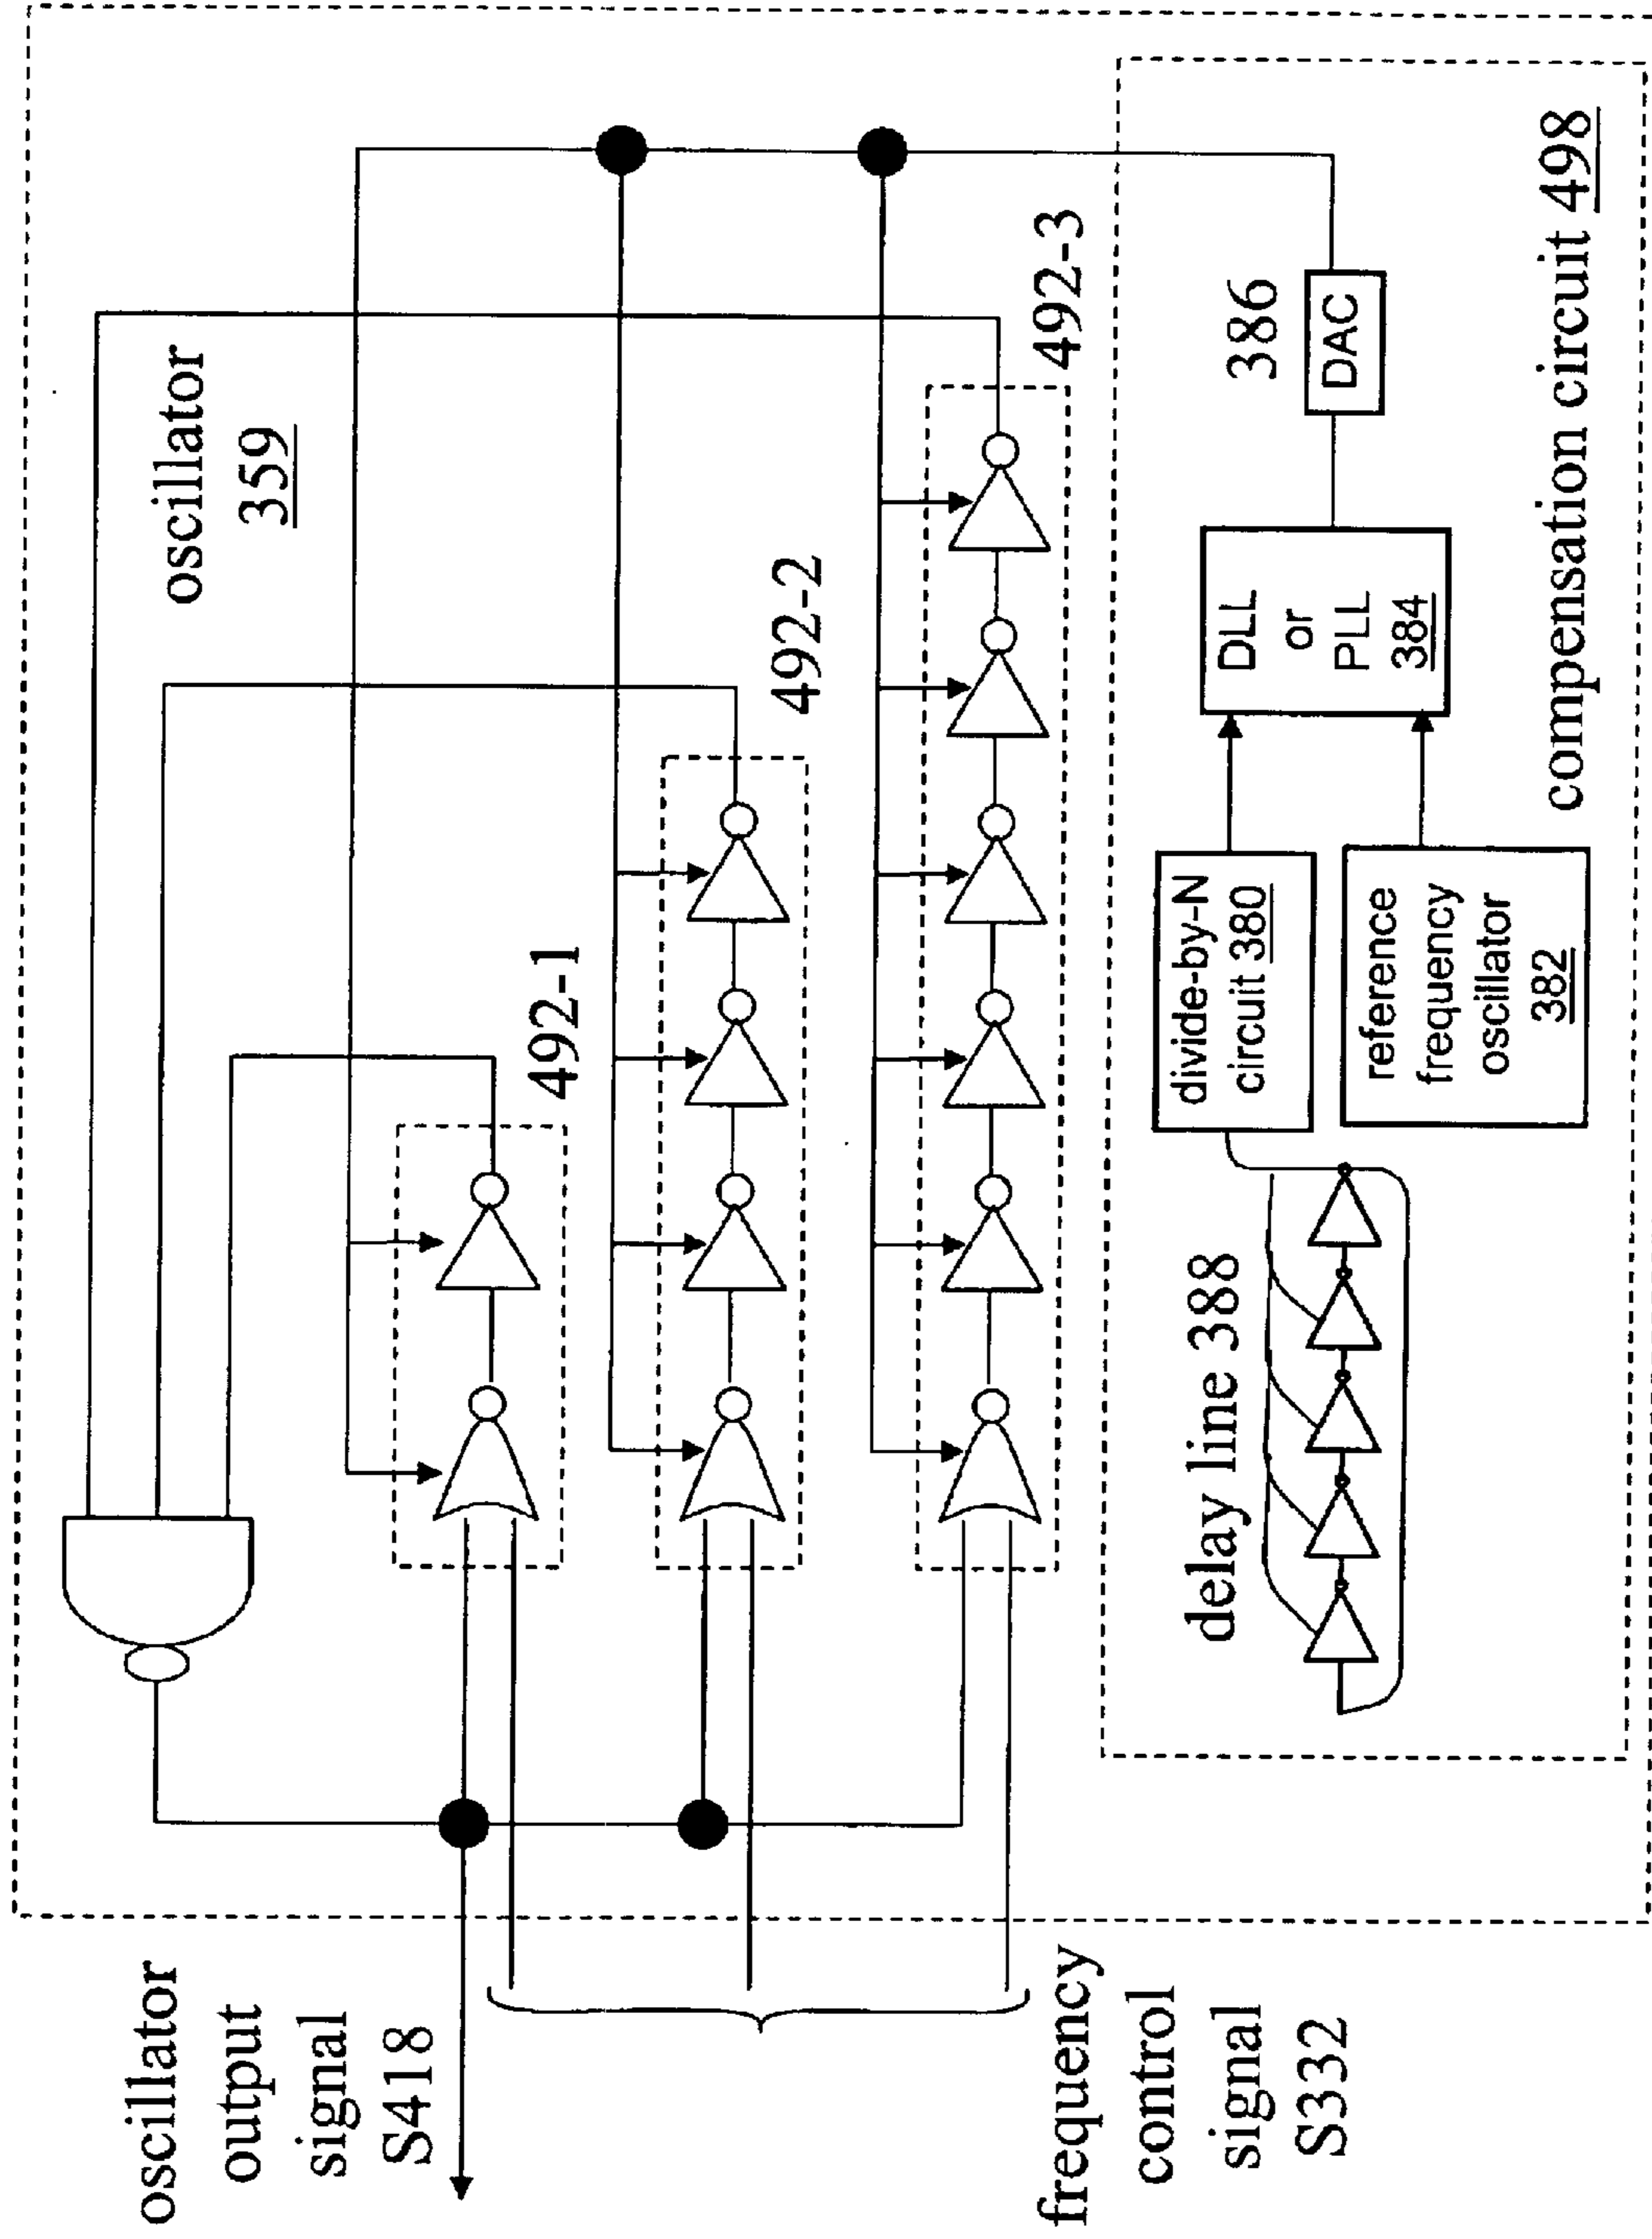 oscillator
output
signal
S418
frequency
control
signal
S332
oscillator
359
492-1
492-2
492-3
delay line 388
divide-by-N
circuit 380
reference
frequency
oscillator
382
DLL
or
PLL
384
386
DAC
compensation circuit 498